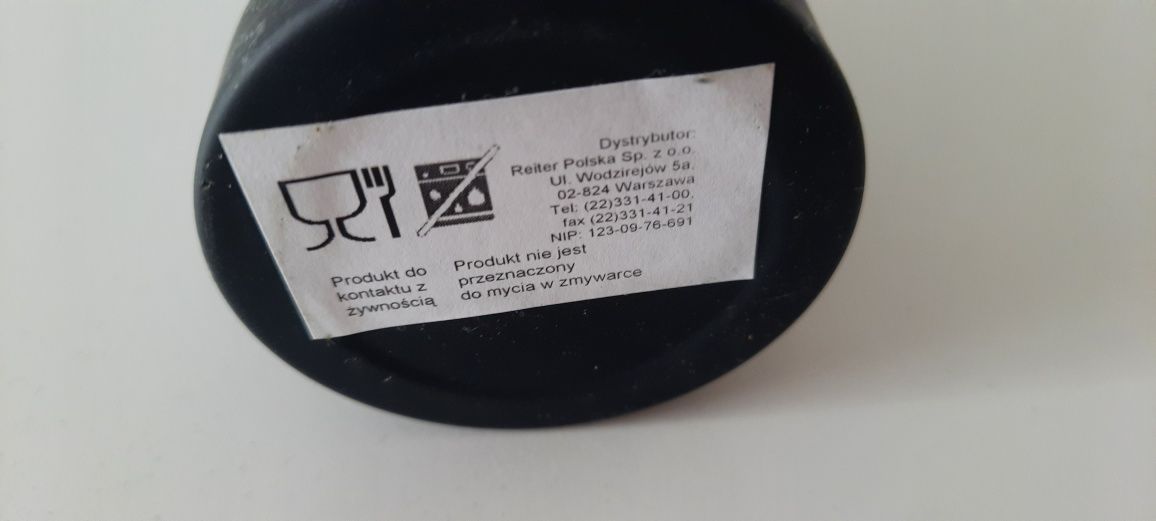 Dystrybutor:
Reiter Polska Sp. z o.o.
Ul. Wodzirejów 5a.
02-824 Warszawa
Tel: (22)331-41-00,
fax (22)331-41-21
NIP: 123-09-76-691
Produkt do
kontaktu z
żywnością
Produkt nie jest
przeznaczony
do mycia w zmywarce